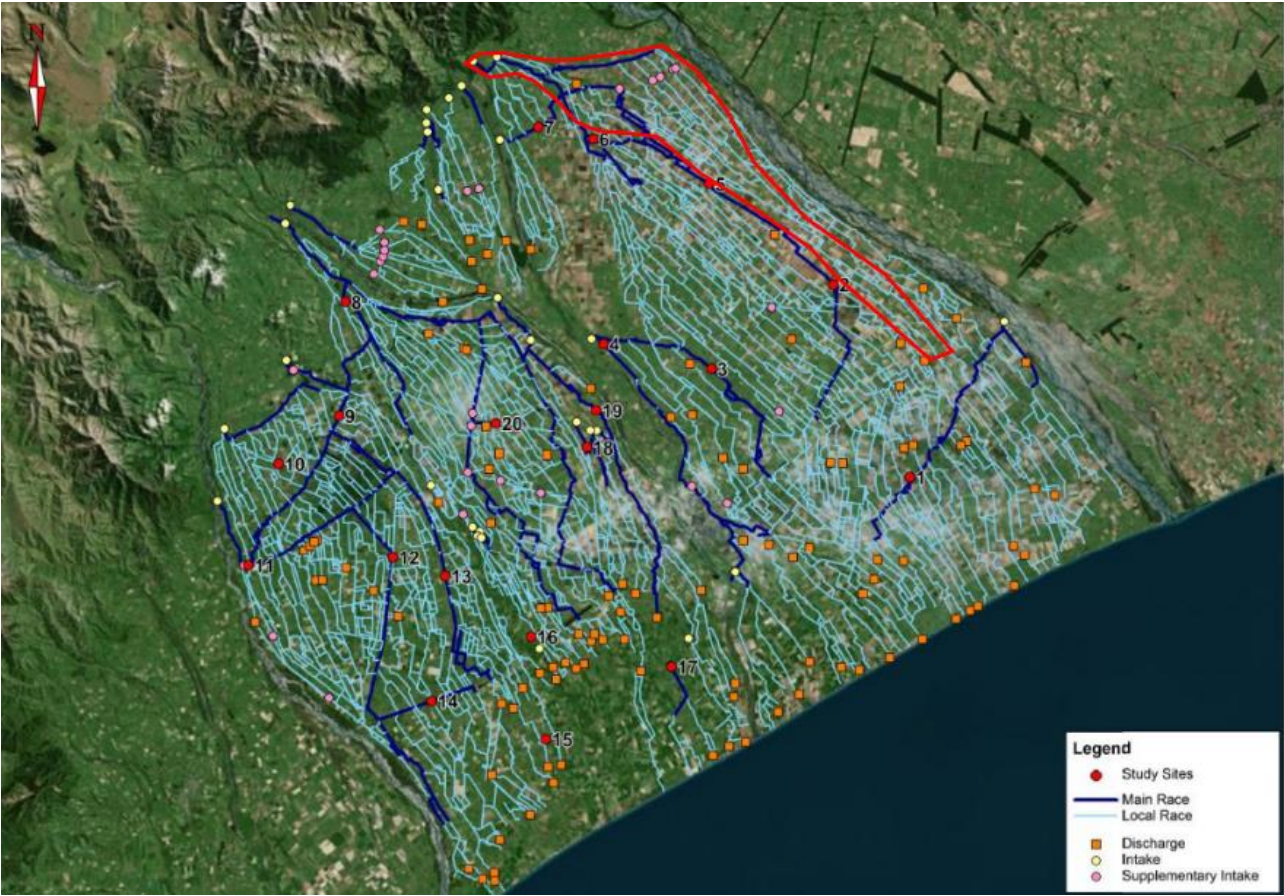 N
7
6
5
2
8
4
3
9
19
20
18
10
1
11
12
13
16
17
14
15
Legend
Study Sites
Main Race
Local Race
Discharge
Intake
Supplementary Intake